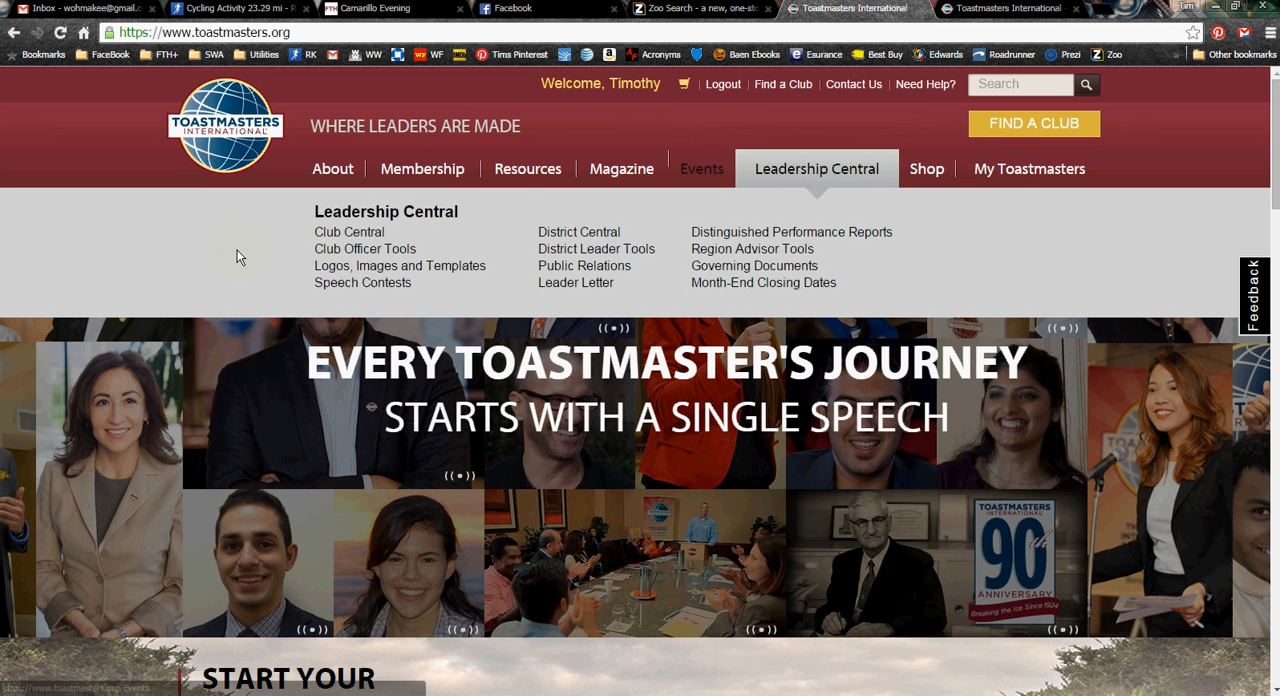 Inbox - wohmakee@gmail.c
Cycling Activity 23.29 mi - R
Camarillo Evening
Facebook
Zoo Search - a new, one-sto
Toastmasters International
Toastmasters International
Tim
https://www.toastmasters.org
Bookmarks FaceBook FTH+ SWA Utilities RK WW WF Tims Pinterest Acronyms Baen Ebooks Esurance Best Buy Edwards Roadrunner Prezi Zoo Other bookmarks
Welcome, Timothy Logout Find a Club Contact Us Need Help? Search
TOASTMASTERS
INTERNATIONAL
WHERE LEADERS ARE MADE
FIND A CLUB
About Membership Resources Magazine Events Leadership Central Shop My Toastmasters
Leadership Central
Club Central
Club Officer Tools
Logos, Images and Templates
Speech Contests
District Central
District Leader Tools
Public Relations
Leader Letter
Distinguished Performance Reports
Region Advisor Tools
Governing Documents
Month-End Closing Dates
Feedback
EVERY TOASTMASTER'S JOURNEY
STARTS WITH A SINGLE SPEECH
TOASTMASTERS
INTERNATIONAL
90th
ANNIVERSARY
Breaking the Ice Since 1924
START YOUR